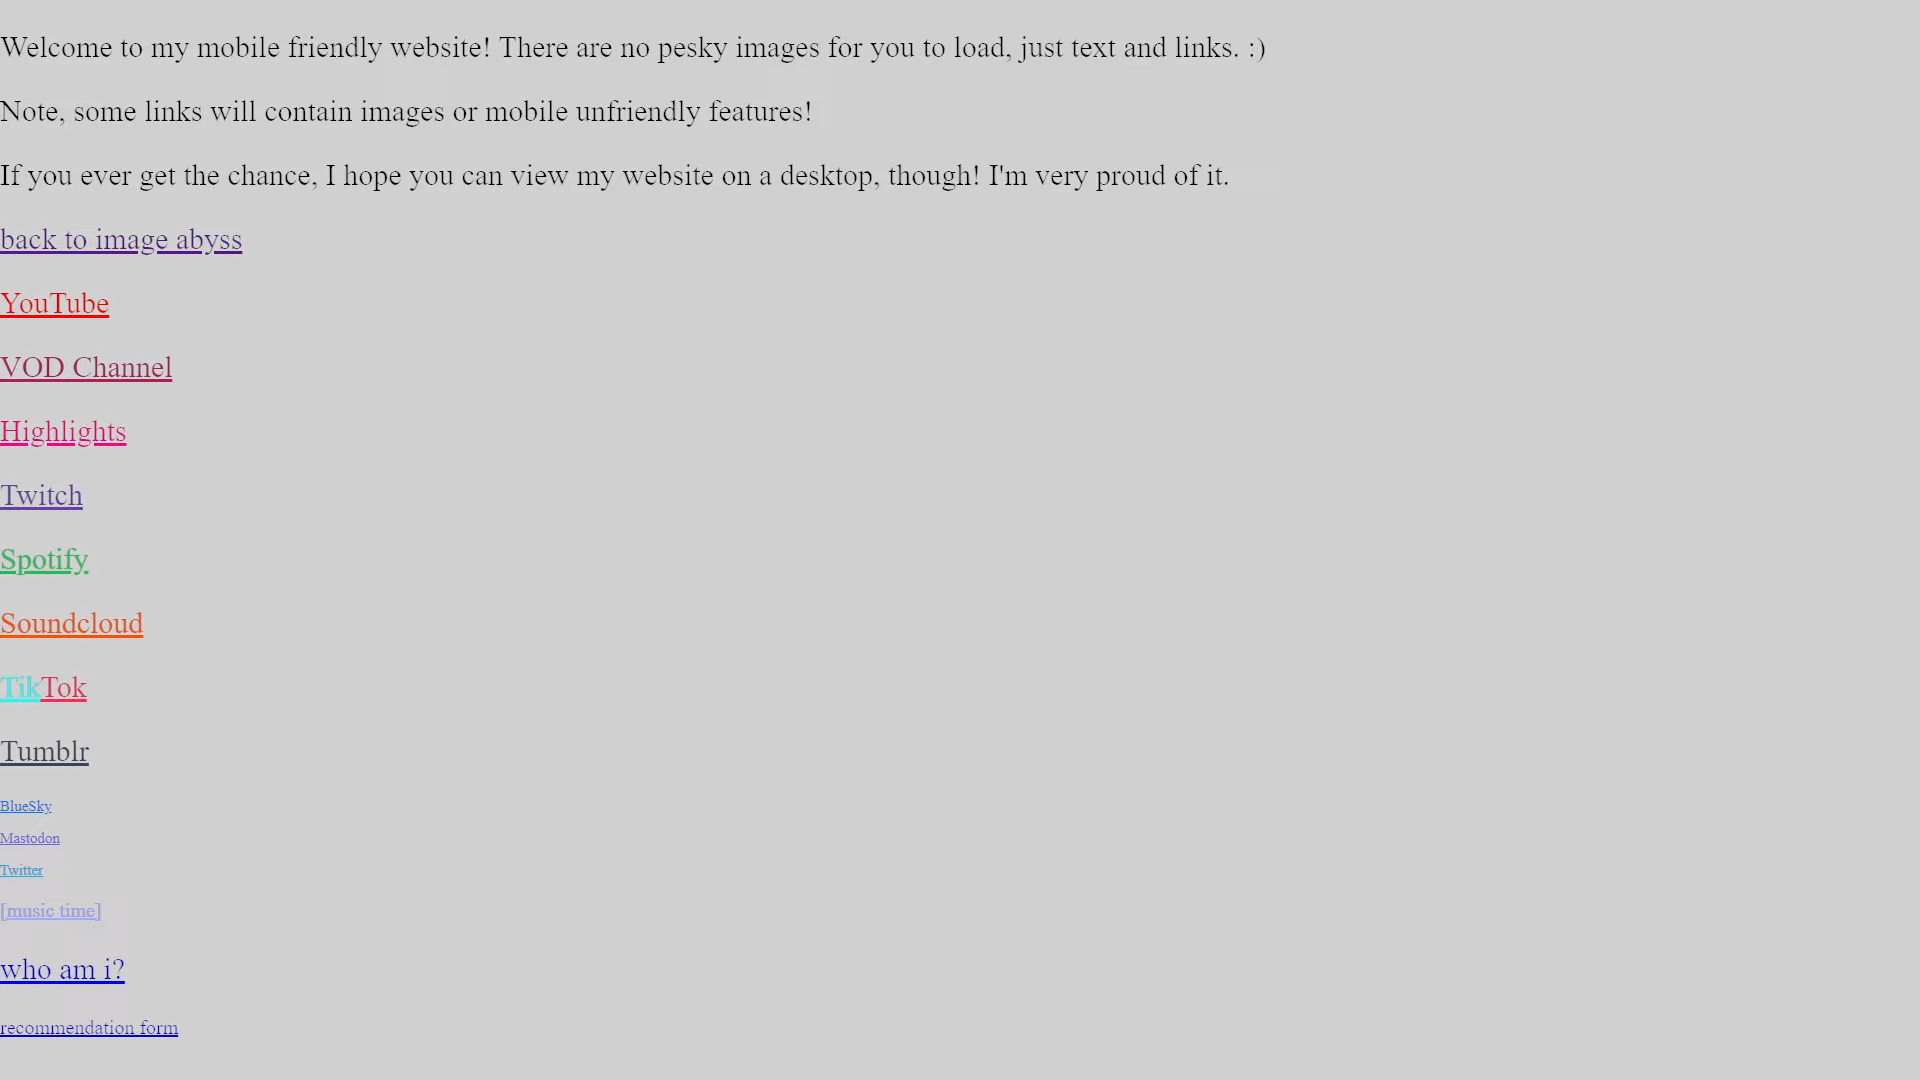 Welcome to my mobile friendly website! There are no pesky images for you to load, just text and links. :)
Note, some links will contain images or mobile unfriendly features!
If you ever get the chance, I hope you can view my website on a desktop, though! I'm very proud of it.
back to image abyss
YouTube
VOD Channel
Highlights
Twitch
Spotify
Soundcloud
TikTok
Tumblr
BlueSky
Mastodon
Twitter
[music time]
who am i?
recommendation form